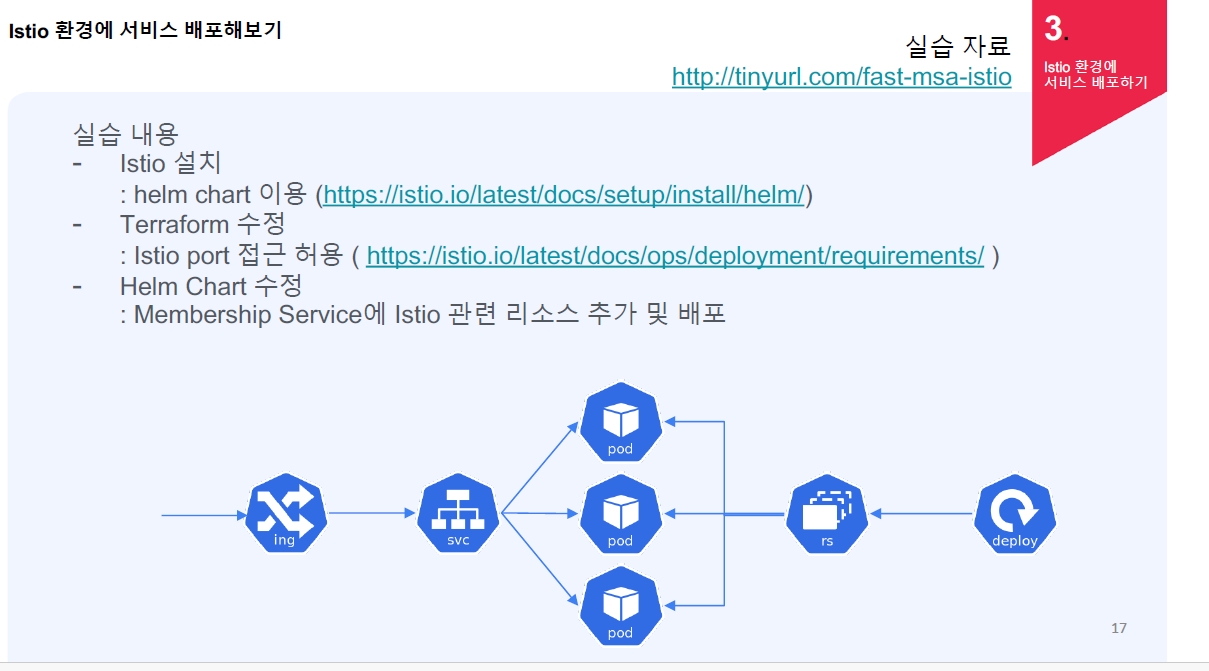 Istio 환경에 서비스 배포해보기
실습 자료
http://tinyurl.com/fast-msa-istio
3.
Istio 환경에
서비스 배포하기
실습 내용
- Istio 설치
: helm chart 이용 (https://istio.io/latest/docs/setup/install/helm/)
- Terraform 수정
: Istio port 접근 허용 ( https://istio.io/latest/docs/ops/deployment/requirements/ )
- Helm Chart 수정
: Membership Service에 Istio 관련 리소스 추가 및 배포
pod
ing
svc
pod
rs
deploy
pod
17